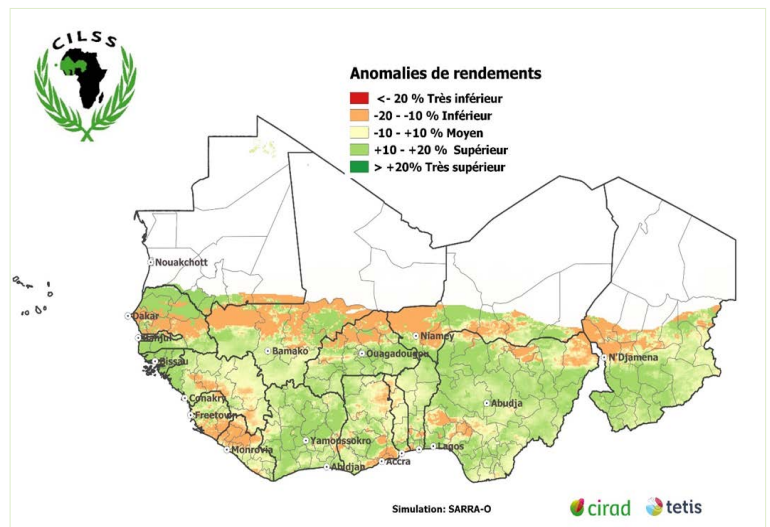 CILSS
Anomalies de rendements
<- 20 % Très inférieur
-20 - -10 % Inférieur
-10 - +10 % Moyen
+10 - +20 % Supérieur
> +20% Très supérieur
Nouakchott
Dakar
Banjul
Bissau
Bamako
Niamey
Ouagadougou
N'Djamena
Conakry
Freetown
Monrovia
Yamoussokro
Abidjan
Accra
Lagos
Abudja
Simulation: SARRA-O
cirad
tetis